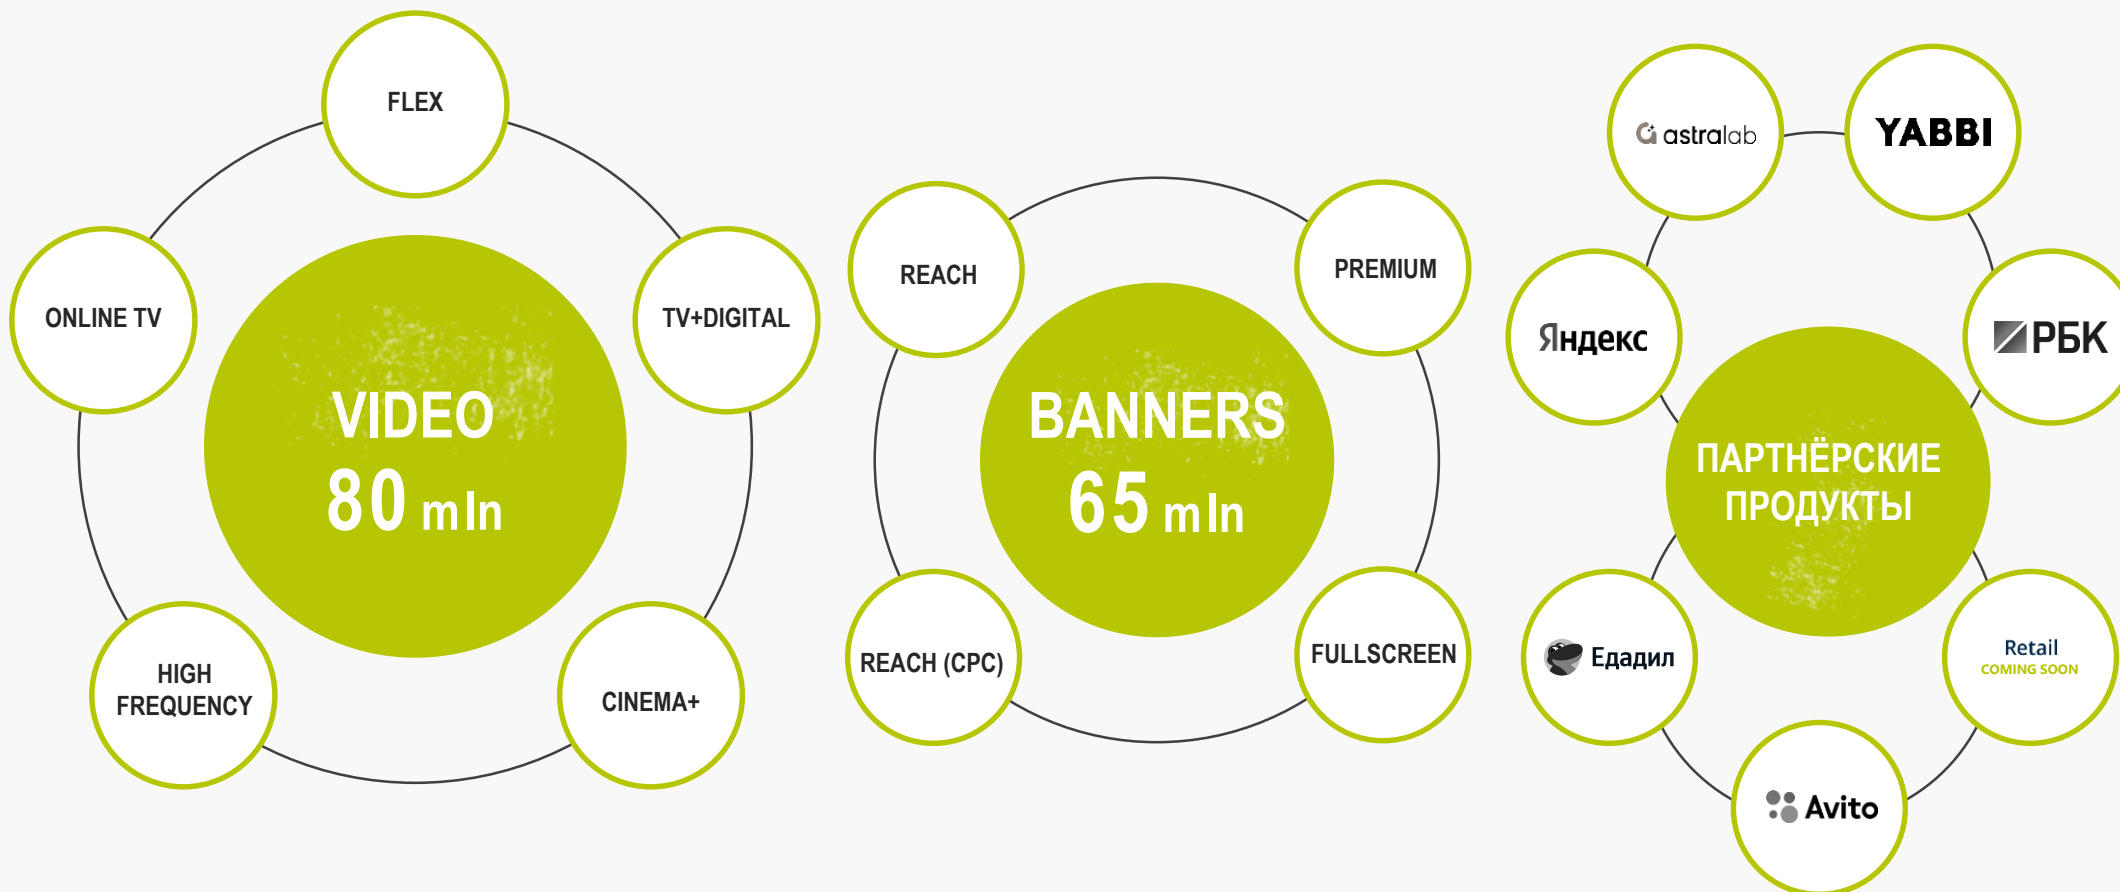 FLEX
ONLINE TV
TV+DIGITAL
VIDEO
80 mln
HIGH
FREQUENCY
CINEMA+
REACH
PREMIUM
BANNERS
65 mln
REACH (CPC)
FULLSCREEN
astralab
YABBI
Яндекс
РБК
ПАРТНЁРСКИЕ
ПРОДУКТЫ
Едадил
Retail
COMING SOON
Avito